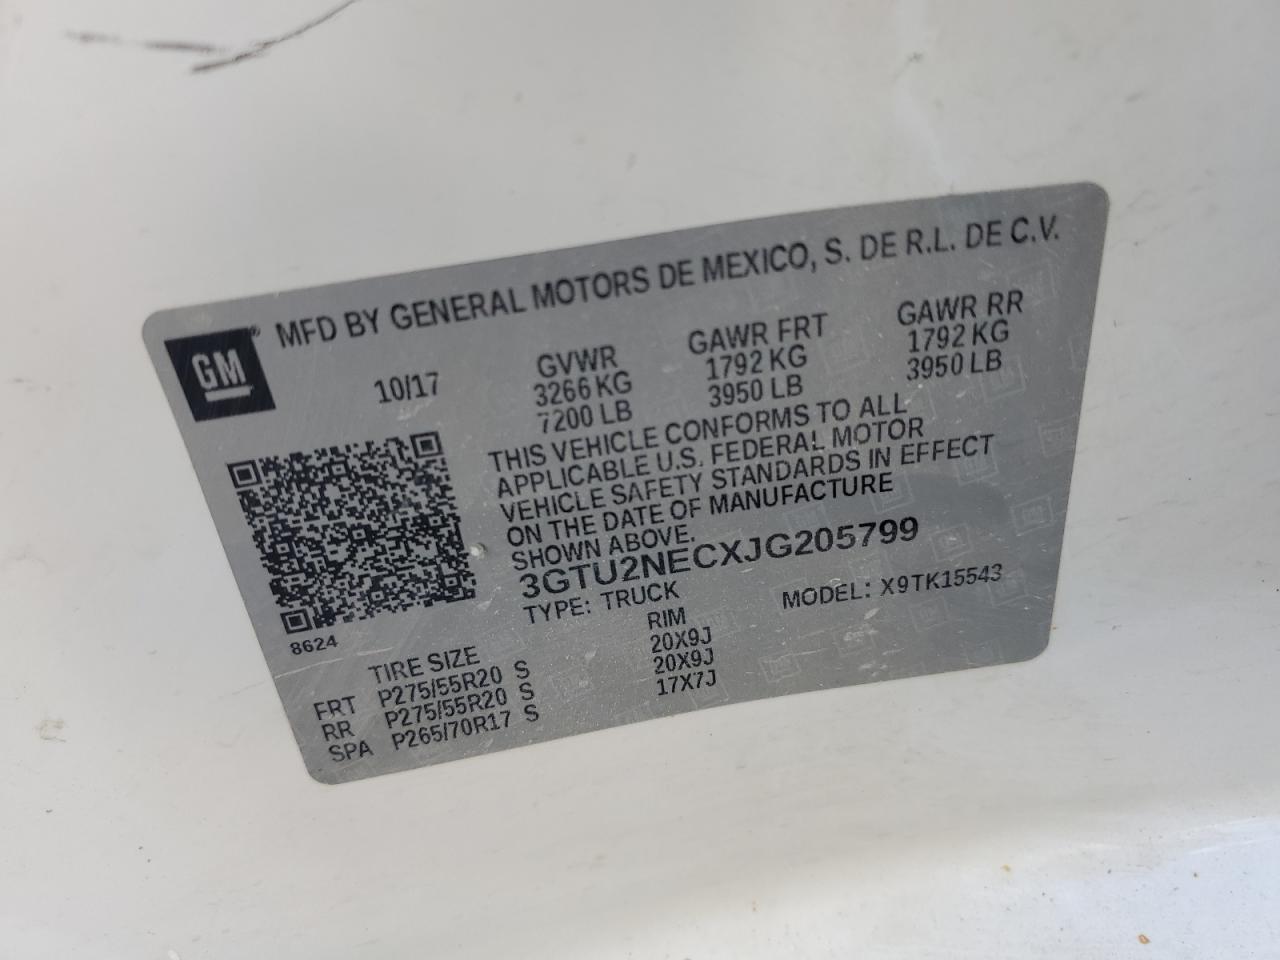 GM® MFD BY GENERAL MOTORS DE MEXICO, S. DE R.L. DE C.V.
10/17
GVWR
3266 KG
7200 LB
GAWR FRT
1792 KG
3950 LB
GAWR RR
1792 KG
3950 LB
THIS VEHICLE CONFORMS TO ALL
APPLICABLE U.S. FEDERAL MOTOR
VEHICLE SAFETY STANDARDS IN EFFECT
ON THE DATE OF MANUFACTURE
SHOWN ABOVE.
3GTU2NECXJG205799
TYPE: TRUCK MODEL: X9TK15543
8624
TIRE SIZE RIM
FRT P275/55R20 S 20X9J
RR P275/55R20 S 20X9J
SPA P265/70R17 S 17X7J